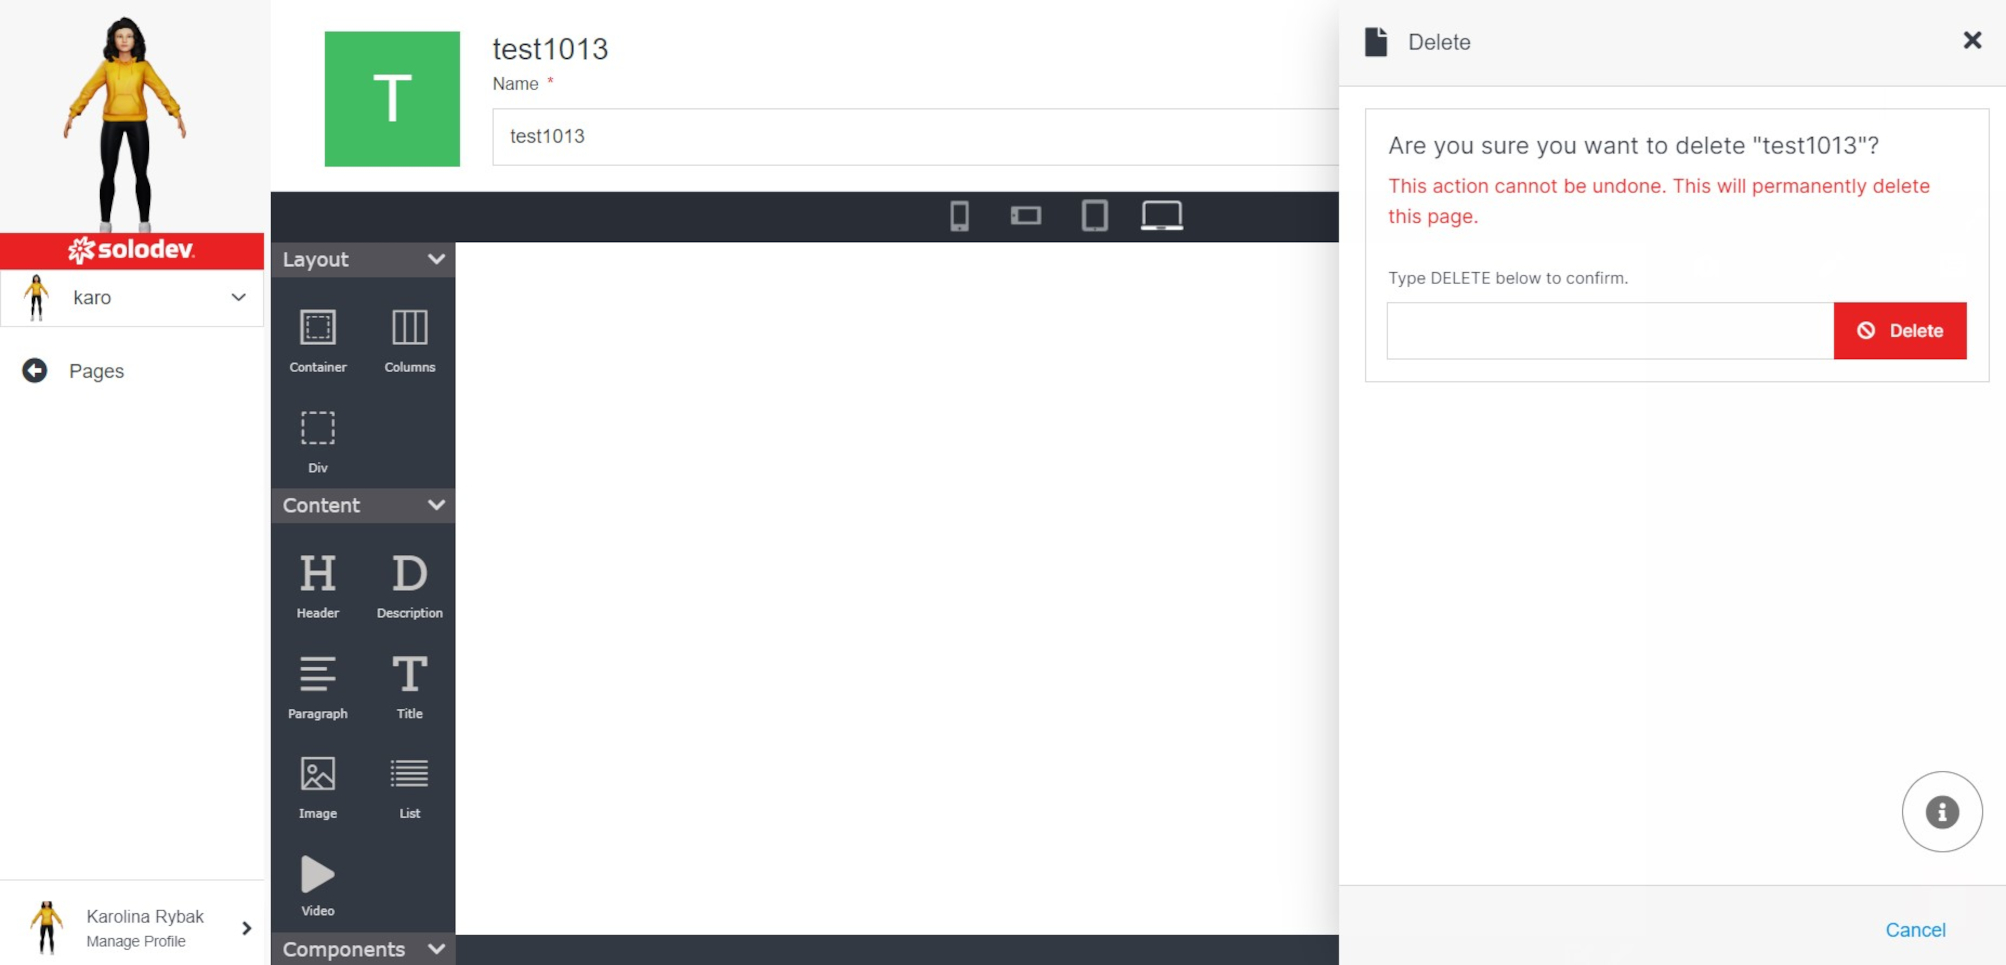 solodev
karo
Pages
Karolina Rybak
Manage Profile
T
test1013
Name *
test1013
Layout
Container
Columns
Div
Content
H
D
Header
Description
T
Paragraph
Title
Image
List
Video
Components
Delete
Are you sure you want to delete "test1013"?
This action cannot be undone. This will permanently delete
this page.
Type DELETE below to confirm.
Delete
Cancel